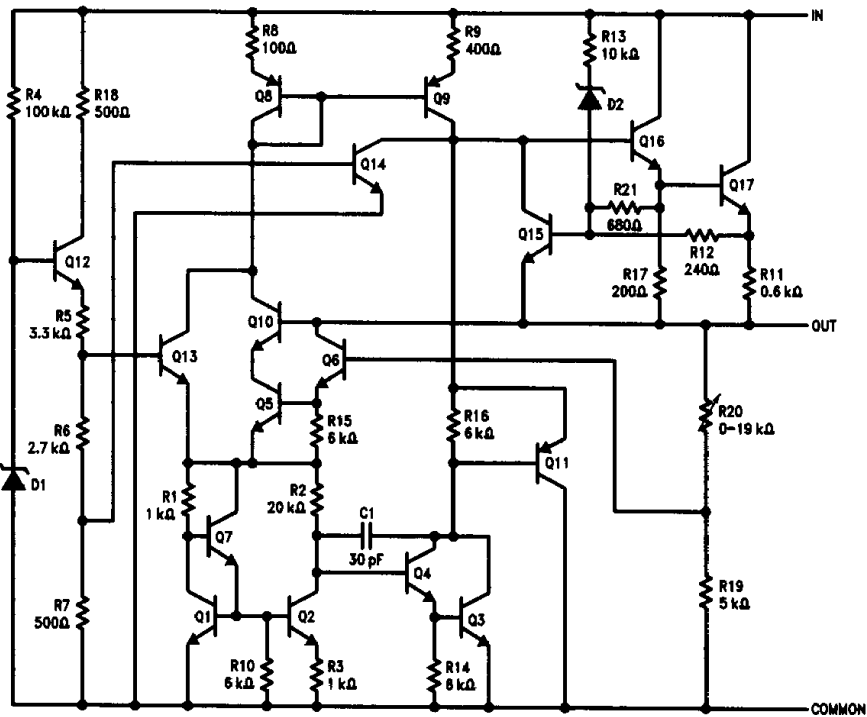 IN
R8
100Ω
R9
400Ω
R13
10 kΩ
R4
100 kΩ
R18
500Ω
Q8
Q9
D2
Q16
Q14
Q17
R21
680Ω
Q15
R12
240Ω
Q12
R17
200Ω
R11
0.6 kΩ
R5
3.3 kΩ
Q10
OUT
Q13
Q6
Q5
R20
0-19 kΩ
R6
2.7 kΩ
R15
6 kΩ
R16
6 kΩ
Q11
D1
R1
1 kΩ
R2
20 kΩ
C1
30 pF
Q7
Q4
R7
500Ω
Q1
Q2
Q3
R19
5 kΩ
R10
6 kΩ
R3
1 kΩ
R14
6 kΩ
COMMON